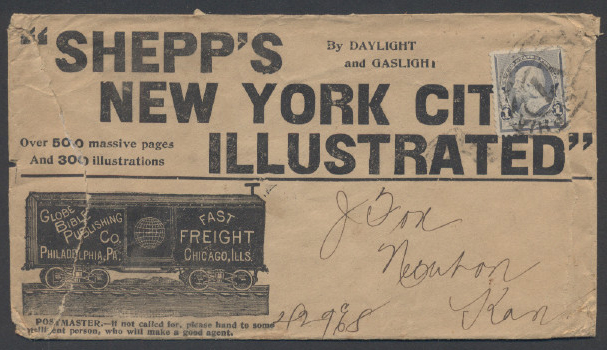 "SHEPP'S
By DAYLIGHT
and GASLIGH
NEW YORK CIT
Over 500 massive pages
And 300 illustrations
ILLUSTRATED"
GLOBE
BIBLE
PUBLISHING
CO.
PHILADELPHIA, PA.
FAST
FREIGHT
CHICAGO, ILLS.
J Fox
Newton
Kan
POSTMASTER.—If not called for, please hand to some
ent person, who will make a good agent.